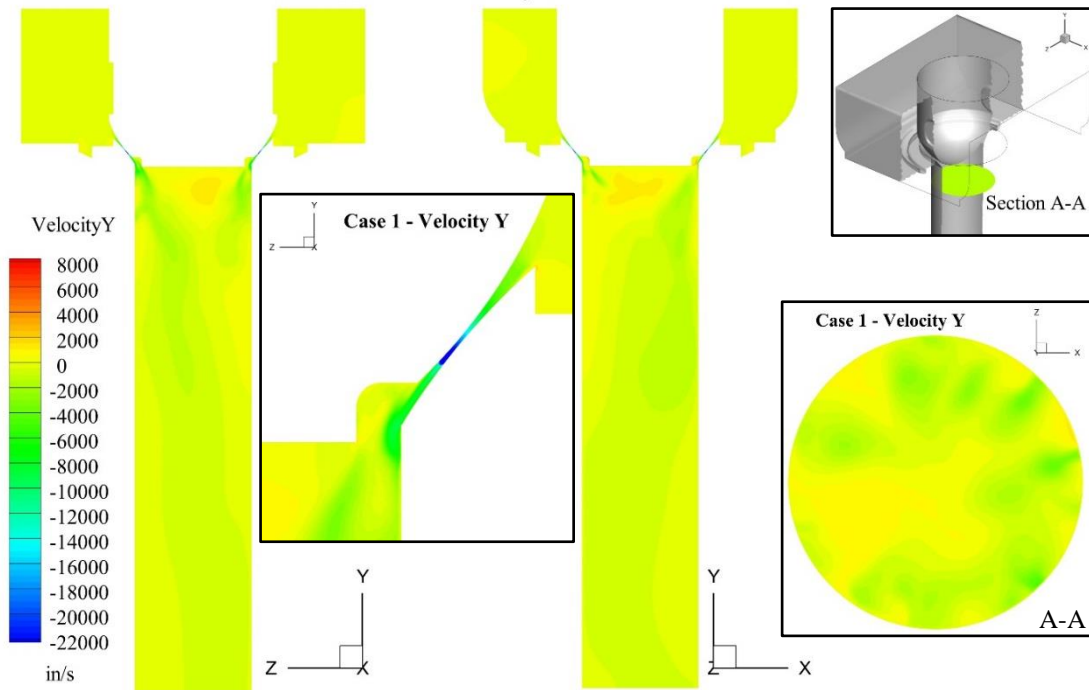 Y
Z
X
Section A-A
VelocityY
8000
6000
4000
2000
0
-2000
-4000
-6000
-8000
-10000
-12000
-14000
-16000
-18000
-20000
-22000
in/s
Y
Z
X
Case 1 - Velocity Y
Y
Z
X
Y
Z
X
Case 1 - Velocity Y
Z
Y
X
A-A